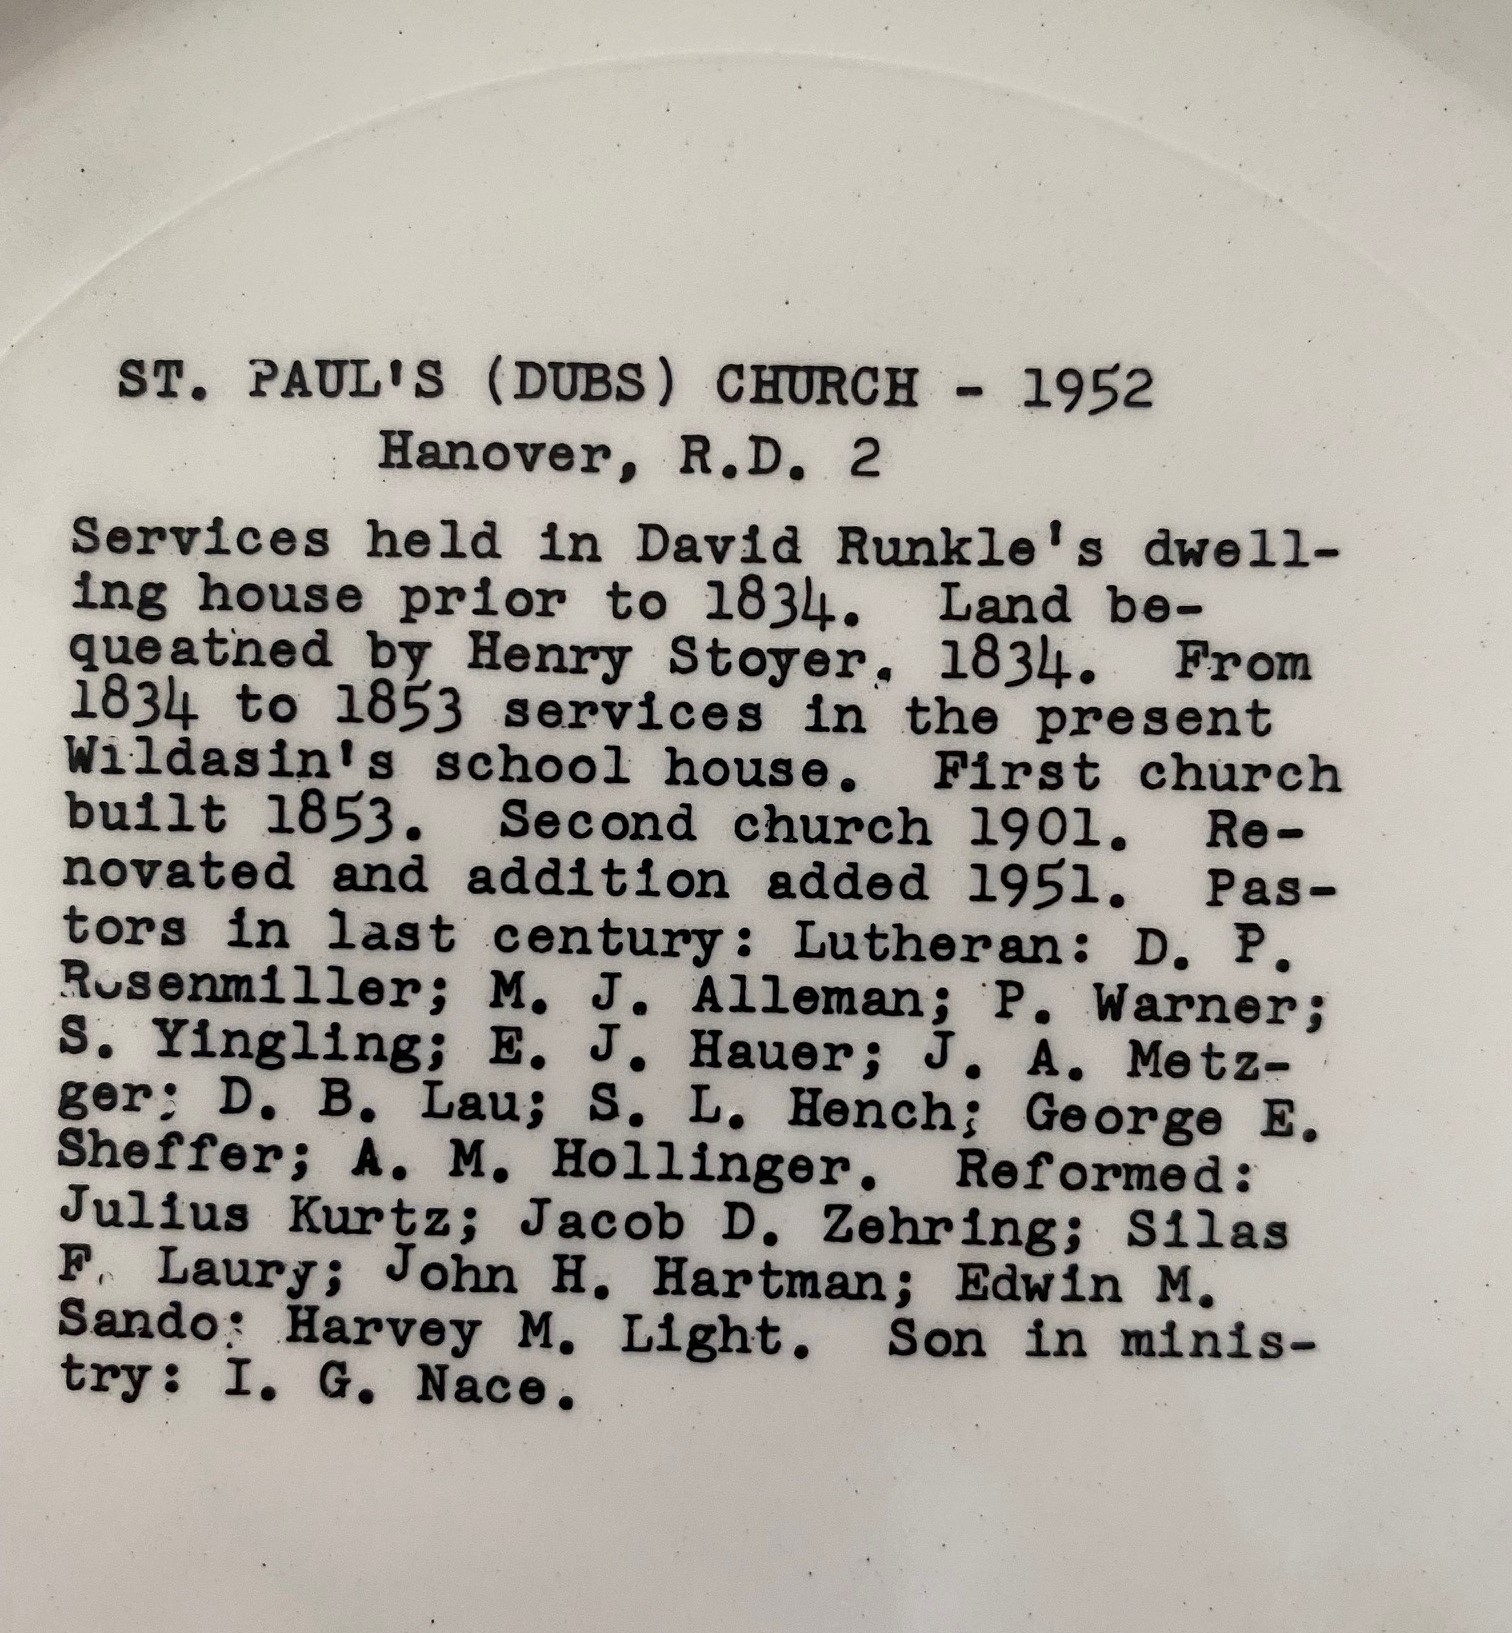 ST. PAUL'S (DUBS) CHURCH - 1952
Hanover, R.D. 2
Services held in David Runkle's dwell-
ing house prior to 1834. Land be-
queathed by Henry Stoyer, 1834. From
1834 to 1853 services in the present
Wildasin's school house. First church
built 1853. Second church 1901. Re-
novated and addition added 1951. Pas-
tors in last century: Lutheran: D. P.
Rosenmiller; M. J. Alleman; P. Warner;
S. Yingling; E. J. Hauer; J. A. Metz-
ger; D. B. Lau; S. L. Hench; George E.
Sheffer; A. M. Hollinger. Reformed:
Julius Kurtz; Jacob D. Zehring; Silas
F. Laury; John H. Hartman; Edwin M.
Sando; Harvey M. Light. Son in minis-
try: I. G. Nace.